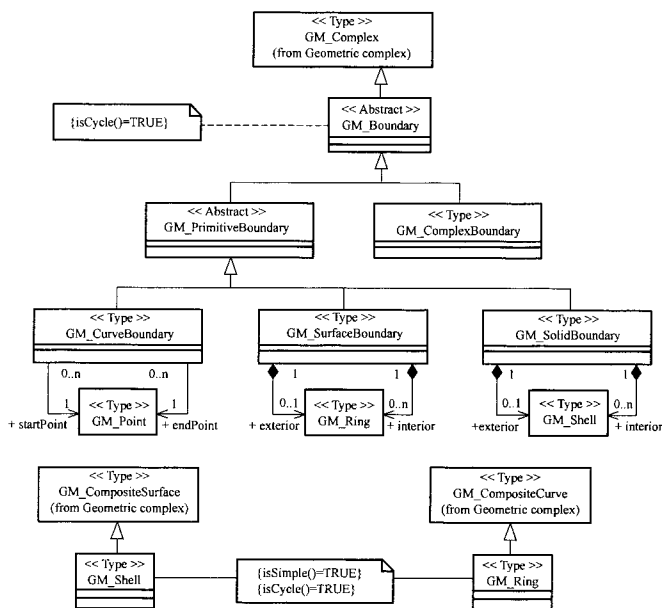 << Type >>
GM_Complex
(from Geometric complex)
{isCycle()=TRUE}
<< Abstract >>
GM_Boundary
<< Abstract >>
GM_PrimitiveBoundary
<< Type >>
GM_ComplexBoundary
<< Type >>
GM_CurveBoundary
<< Type >>
GM_SurfaceBoundary
<< Type >>
GM_SolidBoundary
0..n
0..n
1
1
+ startPoint
+ endPoint
<< Type >>
GM_Point
1
1
0..1
0..n
+ exterior
+ interior
<< Type >>
GM_Ring
1
1
0..1
0..n
+exterior
+ interior
<< Type >>
GM_Shell
<< Type >>
GM_CompositeSurface
(from Geometric complex)
<< Type >>
GM_CompositeCurve
(from Geometric complex)
<< Type >>
GM_Shell
{isSimple()=TRUE}
{isCycle()=TRUE}
<< Type >>
GM_Ring